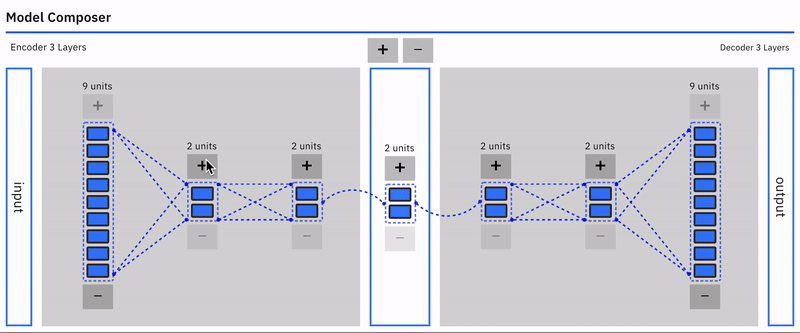 Model Composer
Encoder 3 Layers
+ −
Decoder 3 Layers
input
9 units
+
−
2 units
+
−
2 units
+
−
2 units
+
−
2 units
+
−
2 units
+
−
9 units
+
−
output